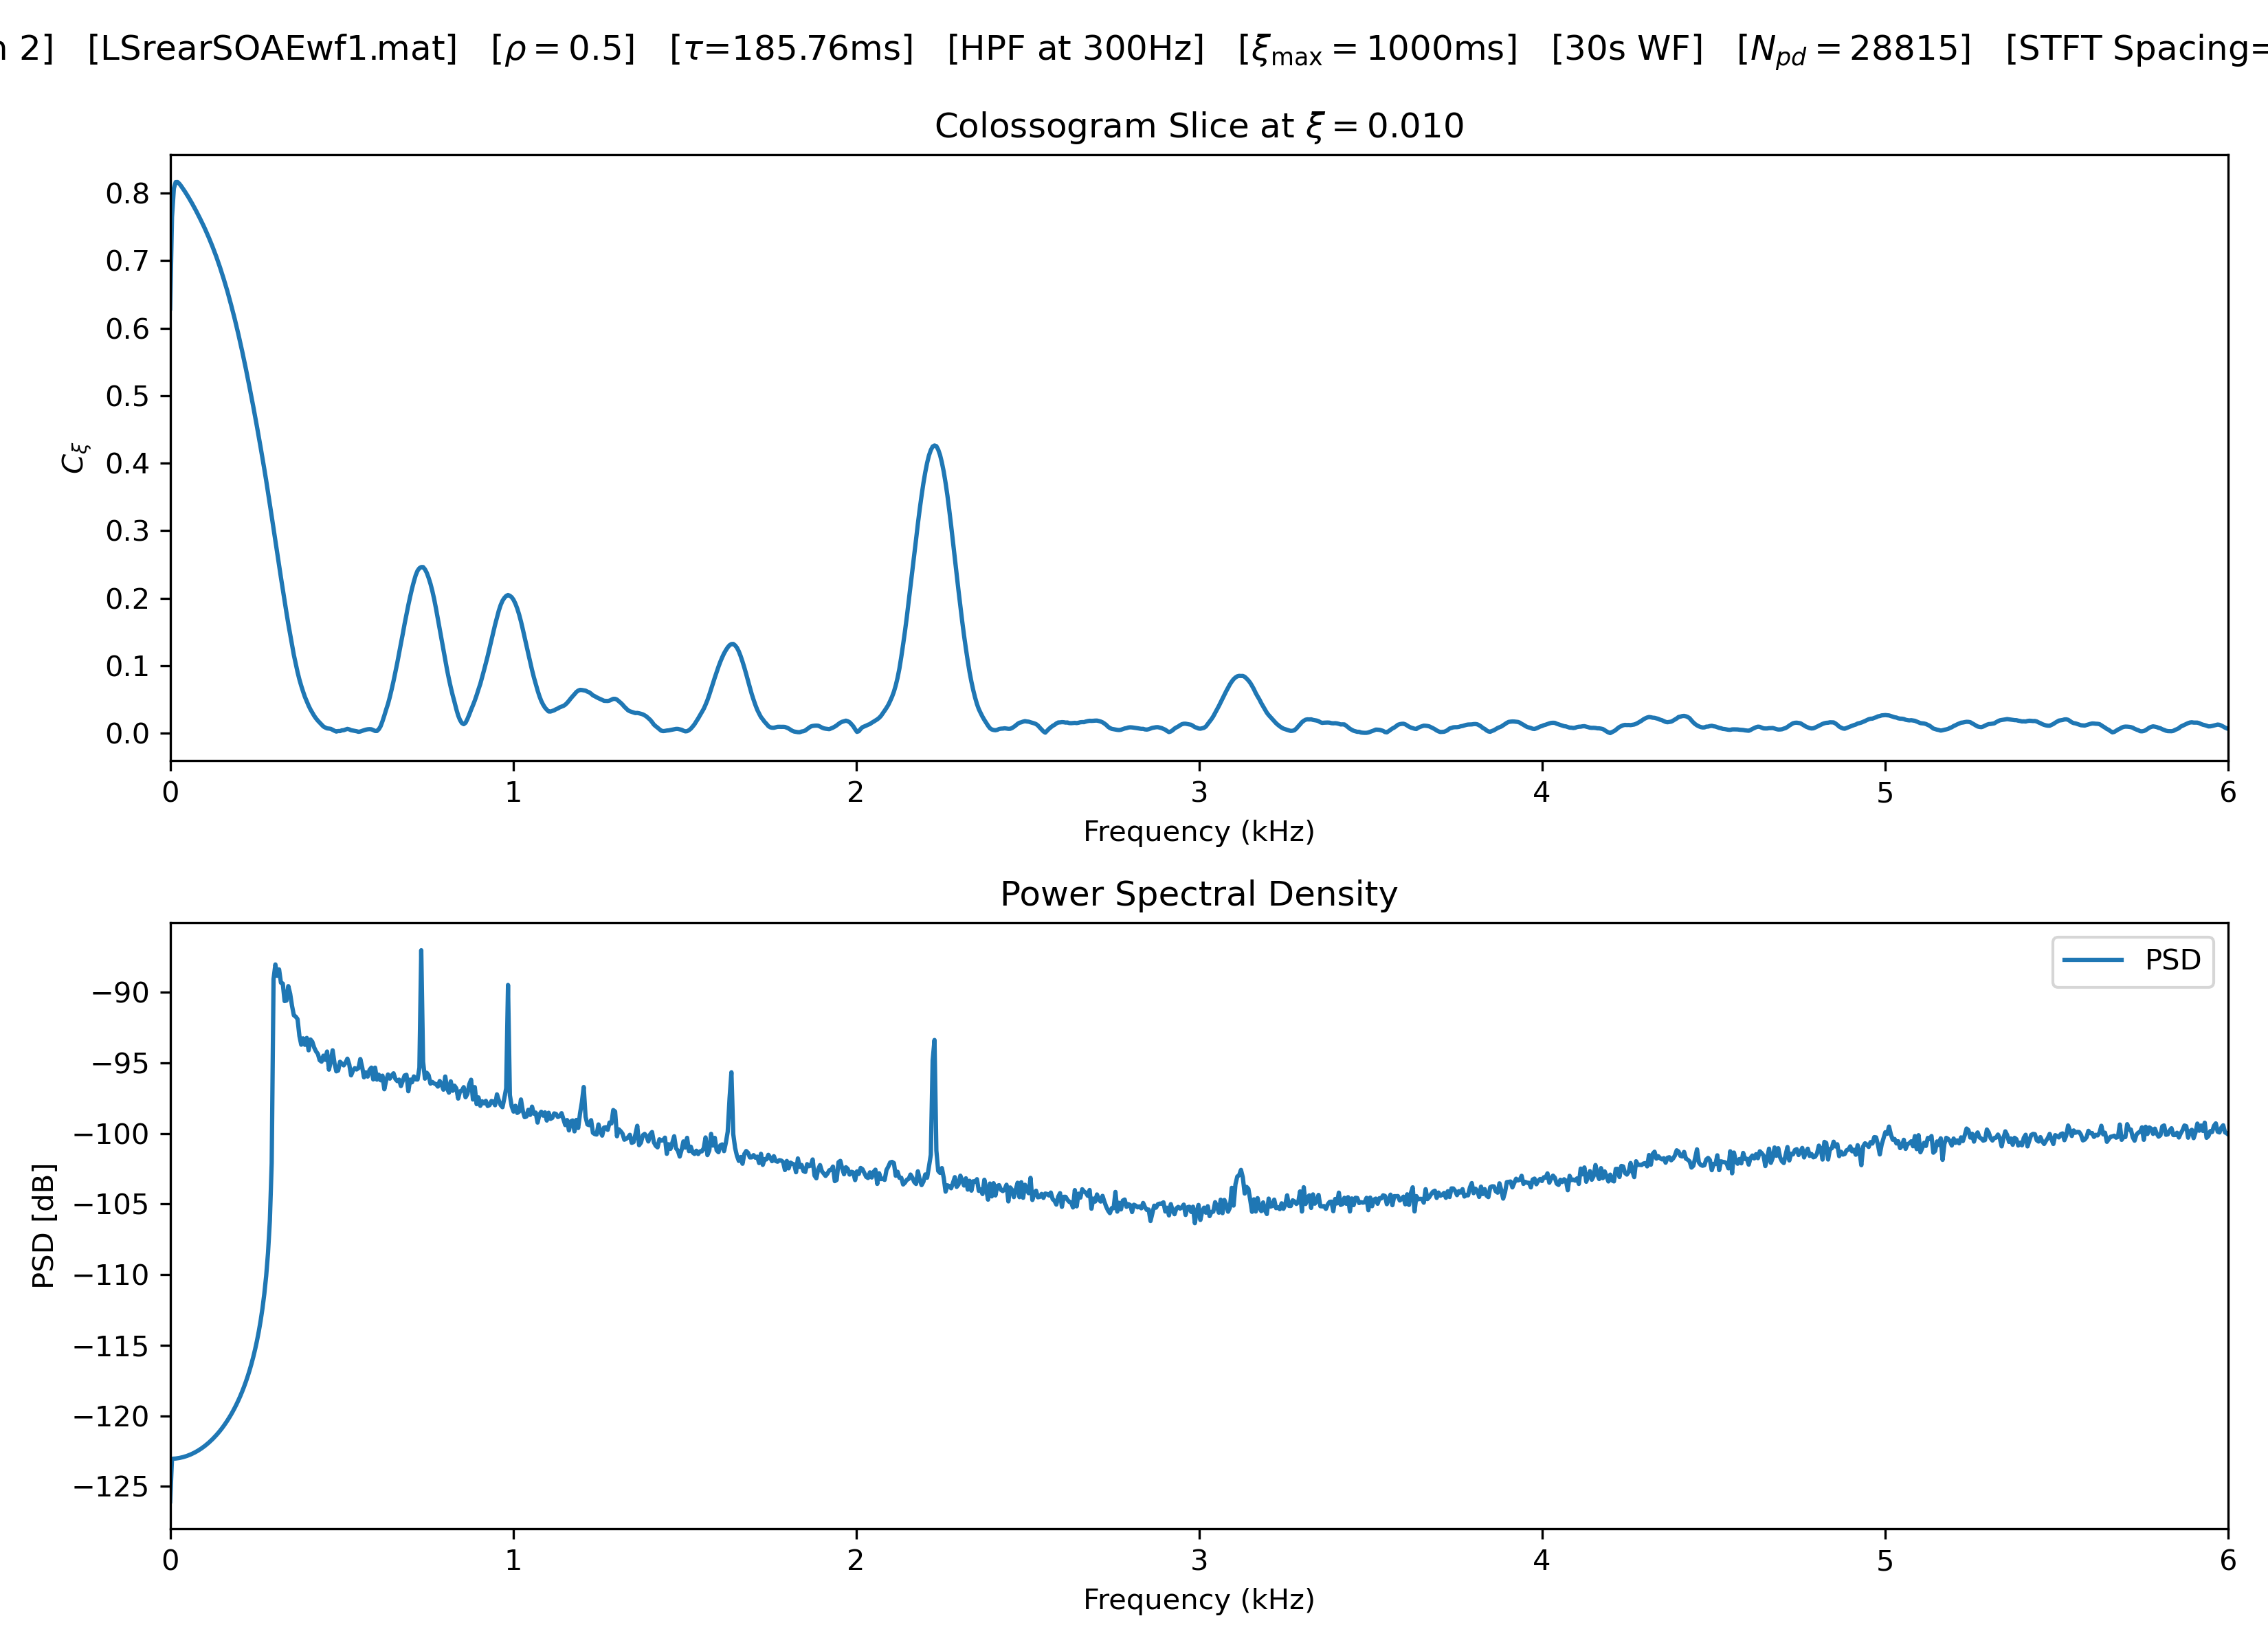 2] [LSrearSOAEwf1.mat] [ρ = 0.5] [τ=185.76ms] [HPF at 300Hz] [ξmax = 1000ms] [30s WF] [Npd = 28815] [STFT Spacing=
Colossogram Slice at ξ = 0.010
0.8
0.7
0.6
0.5
0.4
0.3
0.2
0.1
0.0
Cξ
0 1 2 3 4 5 6
Frequency (kHz)
Power Spectral Density
PSD
−90
−95
−100
−105
−110
−115
−120
−125
PSD [dB]
0 1 2 3 4 5 6
Frequency (kHz)